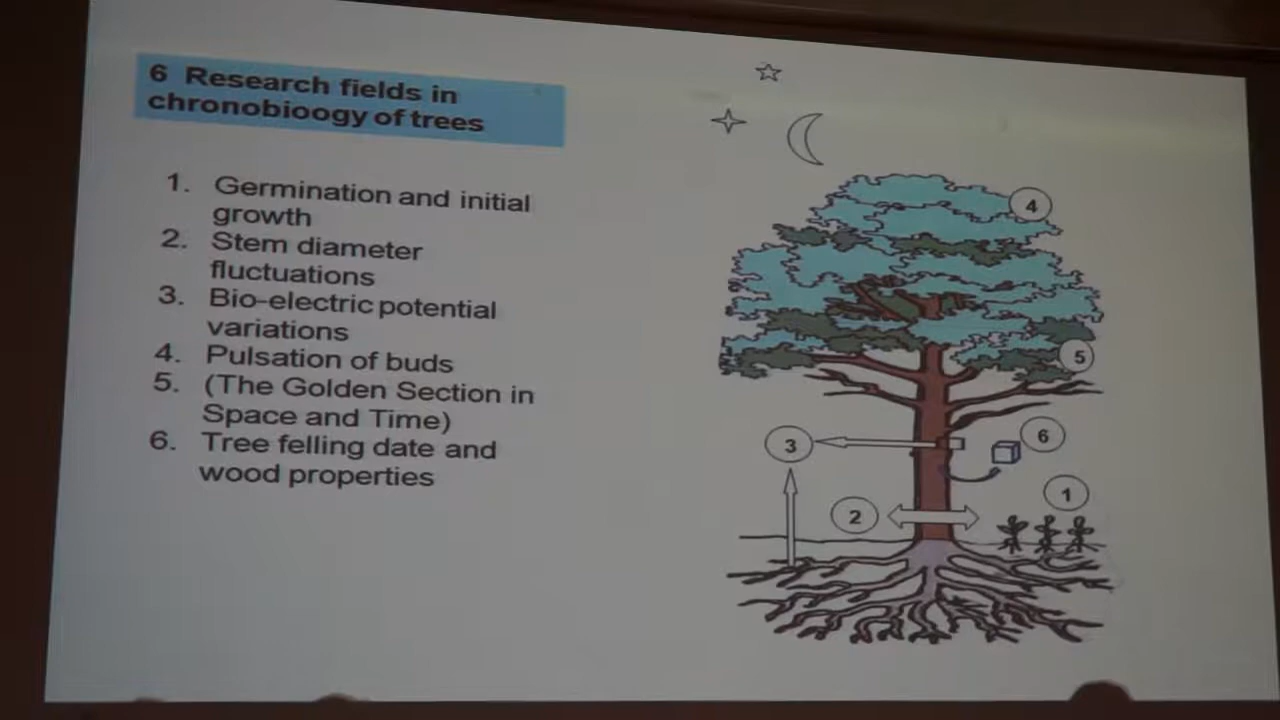 6 Research fields in
chronobioogy of trees
1. Germination and initial
growth
2. Stem diameter
fluctuations
3. Bio-electric potential
variations
4. Pulsation of buds
5. (The Golden Section in
Space and Time)
6. Tree felling date and
wood properties
4
5
3
6
1
2